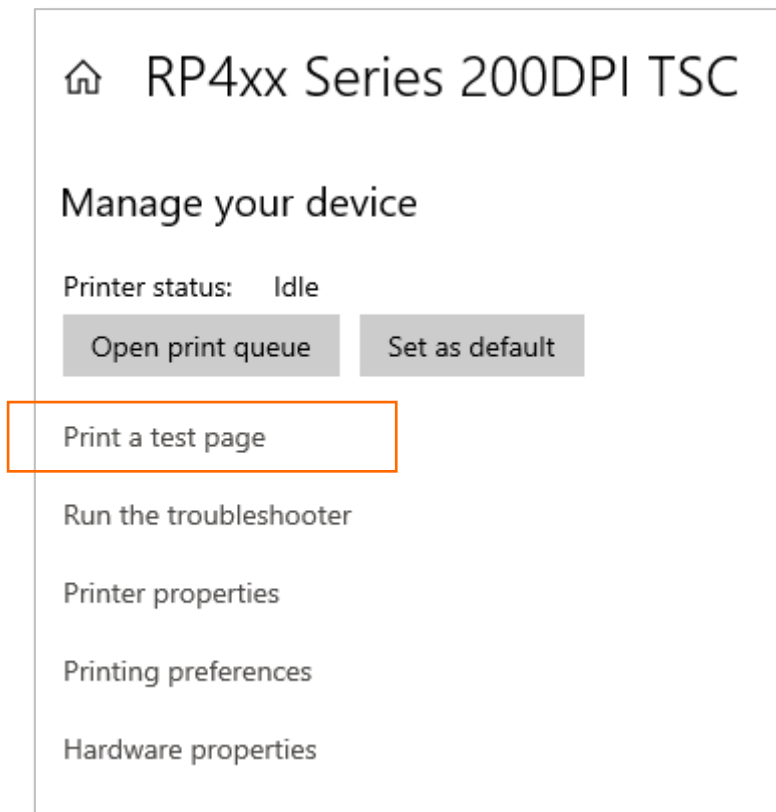 RP4xx Series 200DPI TSC
Manage your device
Printer status: Idle
Open print queue Set as default
Print a test page
Run the troubleshooter
Printer properties
Printing preferences
Hardware properties